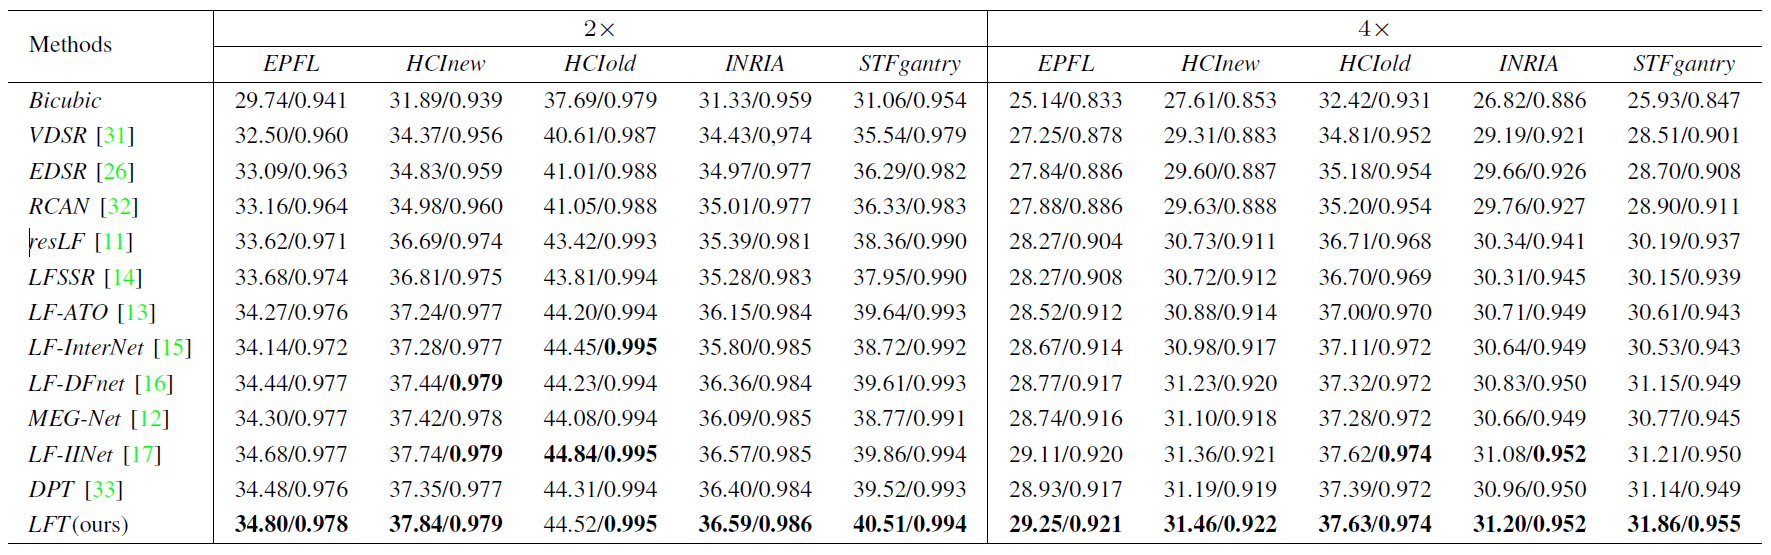 Methods 2× 4×
EPFL HCInew HCIold INRIA STFgantry EPFL HCInew HCIold INRIA STFgantry
Bicubic 29.74/0.941 31.89/0.939 37.69/0.979 31.33/0.959 31.06/0.954 25.14/0.833 27.61/0.853 32.42/0.931 26.82/0.886 25.93/0.847
VDSR [31] 32.50/0.960 34.37/0.956 40.61/0.987 34.43/0,974 35.54/0.979 27.25/0.878 29.31/0.883 34.81/0.952 29.19/0.921 28.51/0.901
EDSR [26] 33.09/0.963 34.83/0.959 41.01/0.988 34.97/0.977 36.29/0.982 27.84/0.886 29.60/0.887 35.18/0.954 29.66/0.926 28.70/0.908
RCAN [32] 33.16/0.964 34.98/0.960 41.05/0.988 35.01/0.977 36.33/0.983 27.88/0.886 29.63/0.888 35.20/0.954 29.76/0.927 28.90/0.911
resLF [11] 33.62/0.971 36.69/0.974 43.42/0.993 35.39/0.981 38.36/0.990 28.27/0.904 30.73/0.911 36.71/0.968 30.34/0.941 30.19/0.937
LFSSR [14] 33.68/0.974 36.81/0.975 43.81/0.994 35.28/0.983 37.95/0.990 28.27/0.908 30.72/0.912 36.70/0.969 30.31/0.945 30.15/0.939
LF-ATO [13] 34.27/0.976 37.24/0.977 44.20/0.994 36.15/0.984 39.64/0.993 28.52/0.912 30.88/0.914 37.00/0.970 30.71/0.949 30.61/0.943
LF-InterNet [15] 34.14/0.972 37.28/0.977 44.45/0.995 35.80/0.985 38.72/0.992 28.67/0.914 30.98/0.917 37.11/0.972 30.64/0.949 30.53/0.943
LF-DFnet [16] 34.44/0.977 37.44/0.979 44.23/0.994 36.36/0.984 39.61/0.993 28.77/0.917 31.23/0.920 37.32/0.972 30.83/0.950 31.15/0.949
MEG-Net [12] 34.30/0.977 37.42/0.978 44.08/0.994 36.09/0.985 38.77/0.991 28.74/0.916 31.10/0.918 37.28/0.972 30.66/0.949 30.77/0.945
LF-IINet [17] 34.68/0.977 37.74/0.979 44.84/0.995 36.57/0.985 39.86/0.994 29.11/0.920 31.36/0.921 37.62/0.974 31.08/0.952 31.21/0.950
DPT [33] 34.48/0.976 37.35/0.977 44.31/0.994 36.40/0.984 39.52/0.993 28.93/0.917 31.19/0.919 37.39/0.972 30.96/0.950 31.14/0.949
LFT(ours) 34.80/0.978 37.84/0.979 44.52/0.995 36.59/0.986 40.51/0.994 29.25/0.921 31.46/0.922 37.63/0.974 31.20/0.952 31.86/0.955